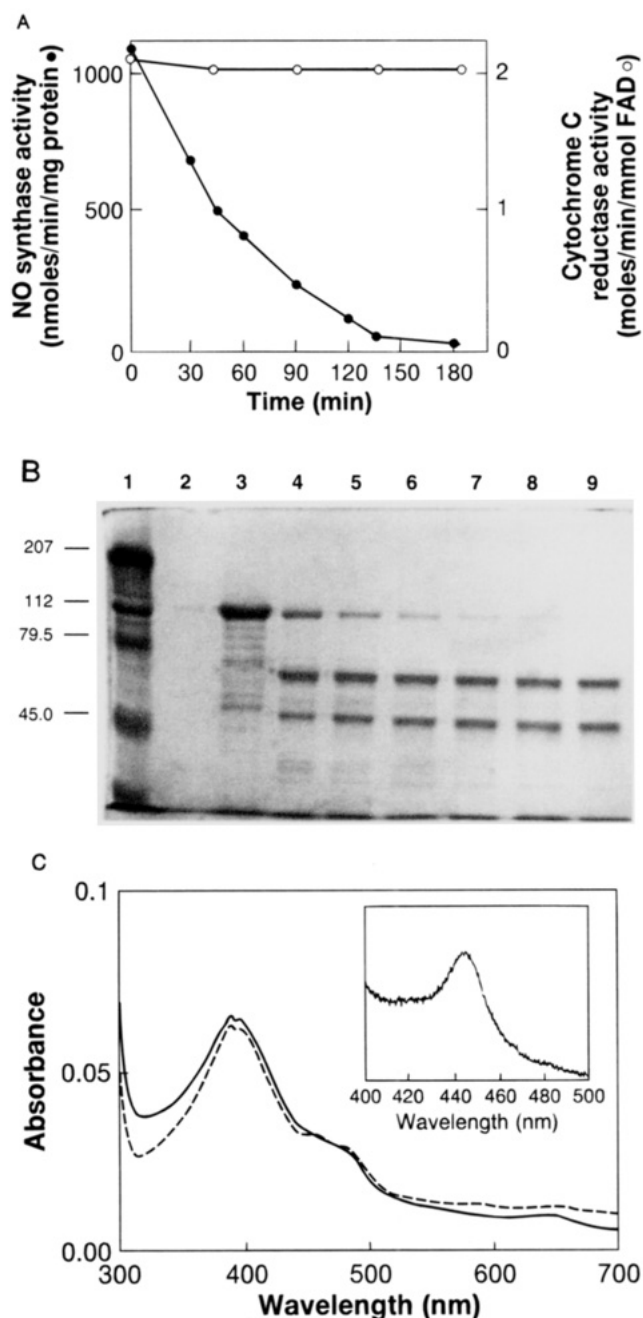 A
NO synthase activity
(nmoles/min/mg protein ●)
1000
500
0
2
1
0
Cytochrome C
reductase activity
(moles/min/mmol FAD ○)
0 30 60 90 120 150 180
Time (min)
B
1 2 3 4 5 6 7 8 9
207
112
79.5
45.0
C
Absorbance
0.1
0.05
0.00
300 400 500 600 700
Wavelength (nm)
400 420 440 460 480 500
Wavelength (nm)